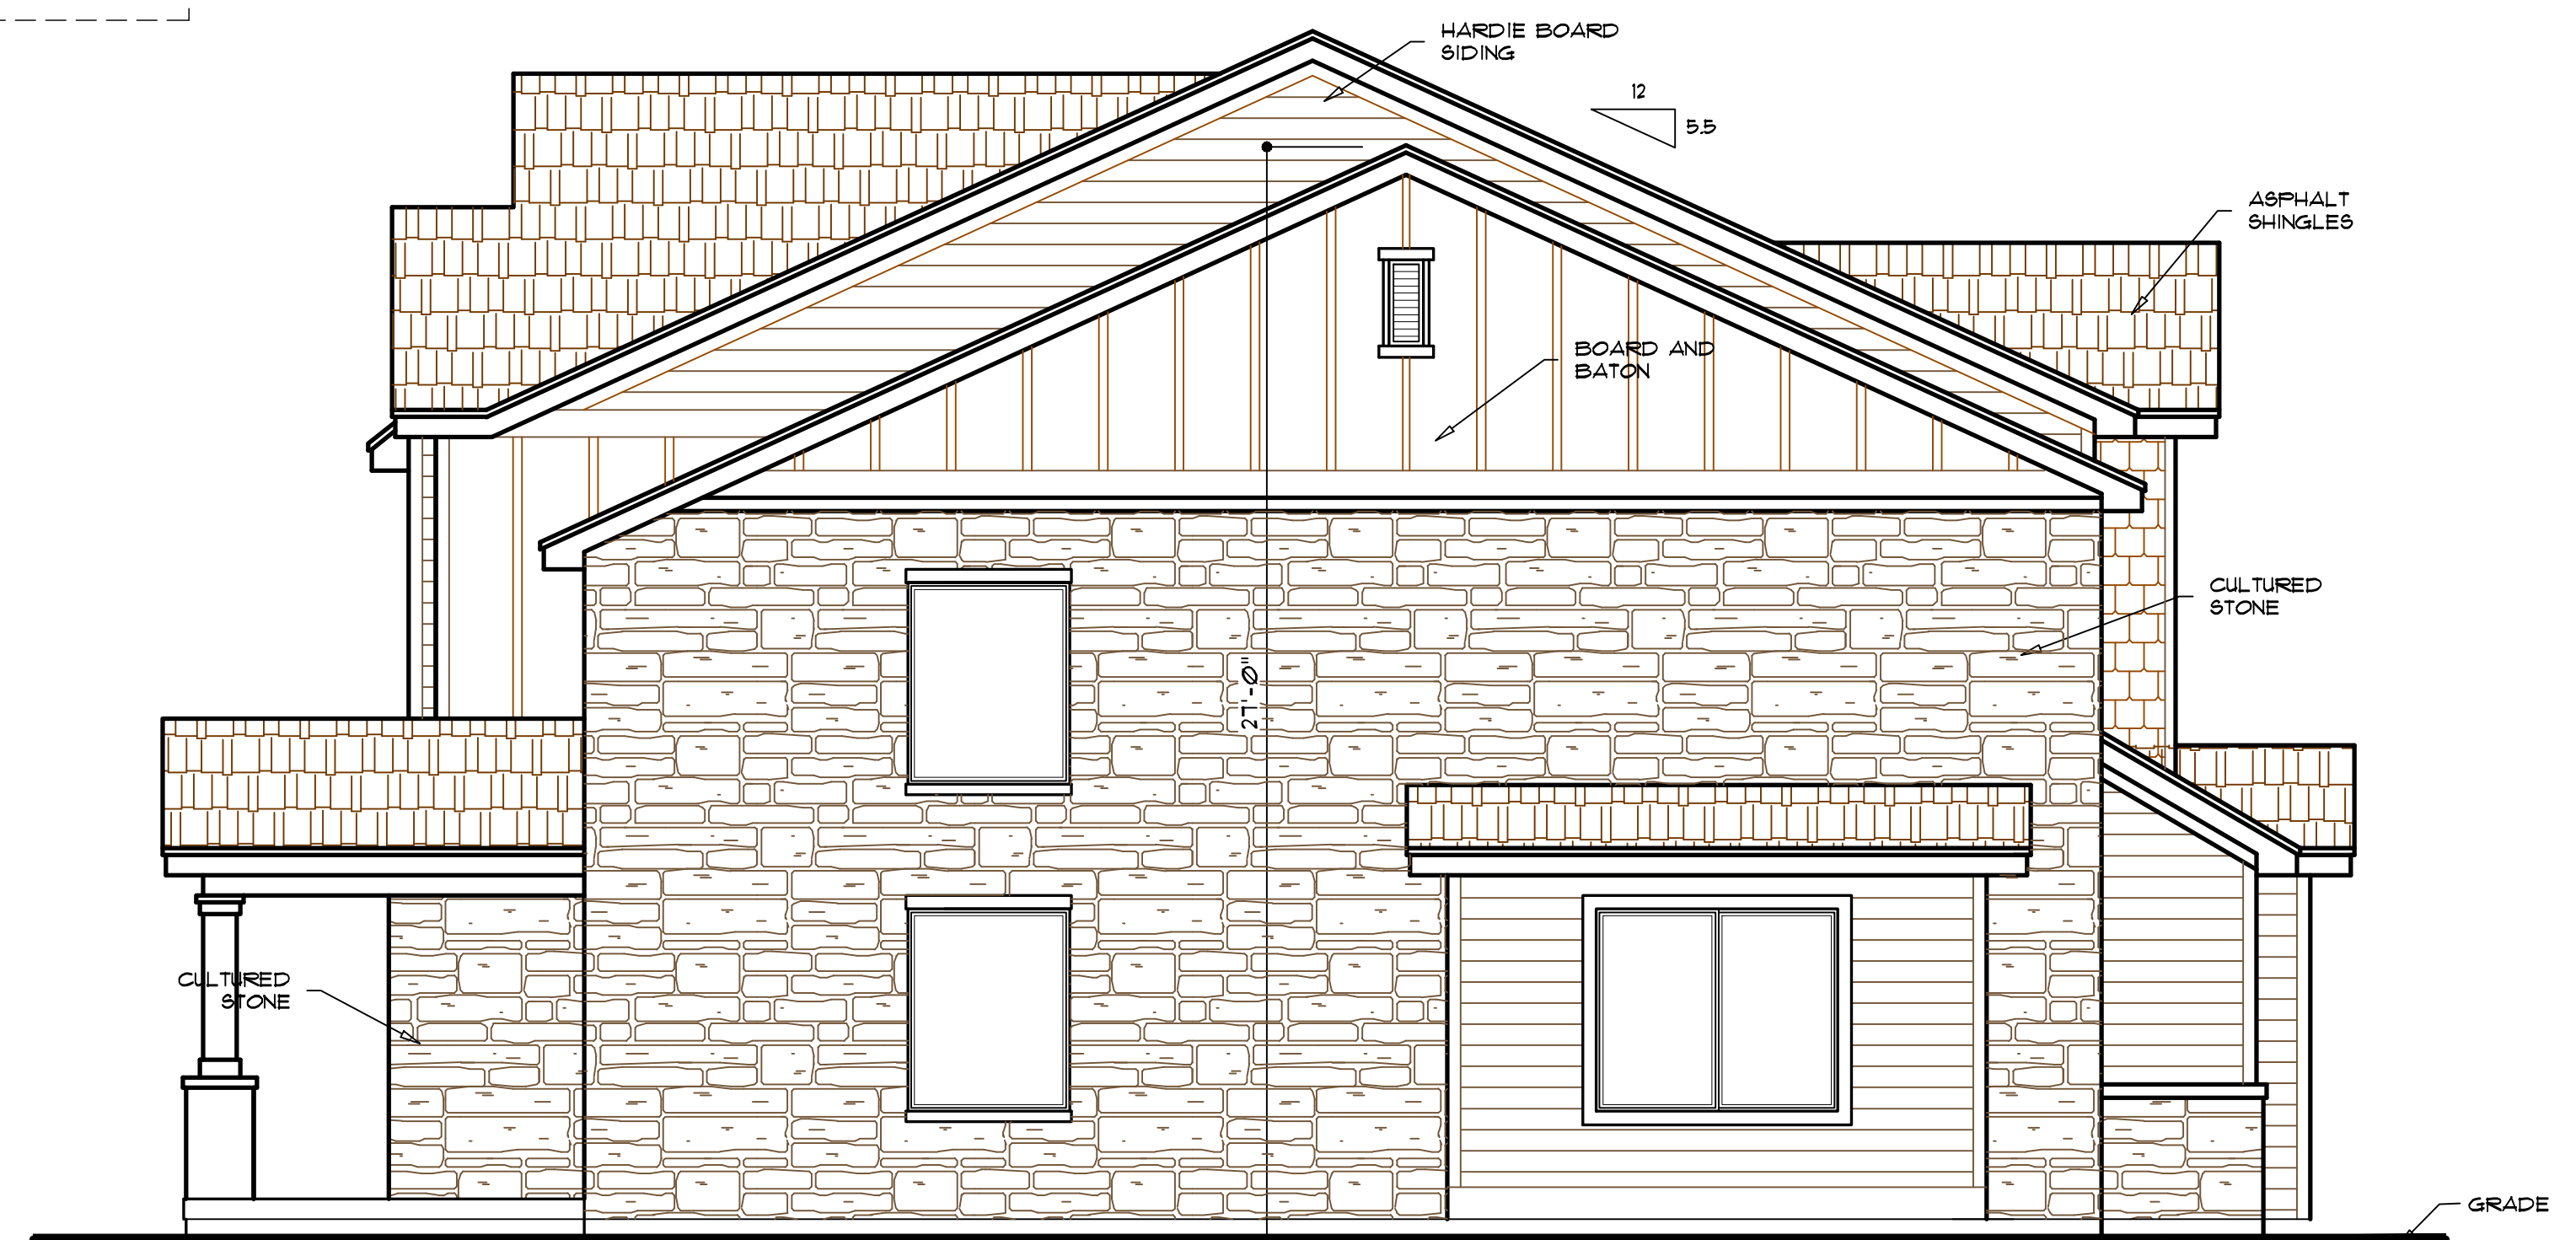 HARDIE BOARD
SIDING
12
5.5
ASPHALT
SHINGLES
BOARD AND
BATON
CULTURED
STONE
27'-0"
CULTURED
STONE
GRADE